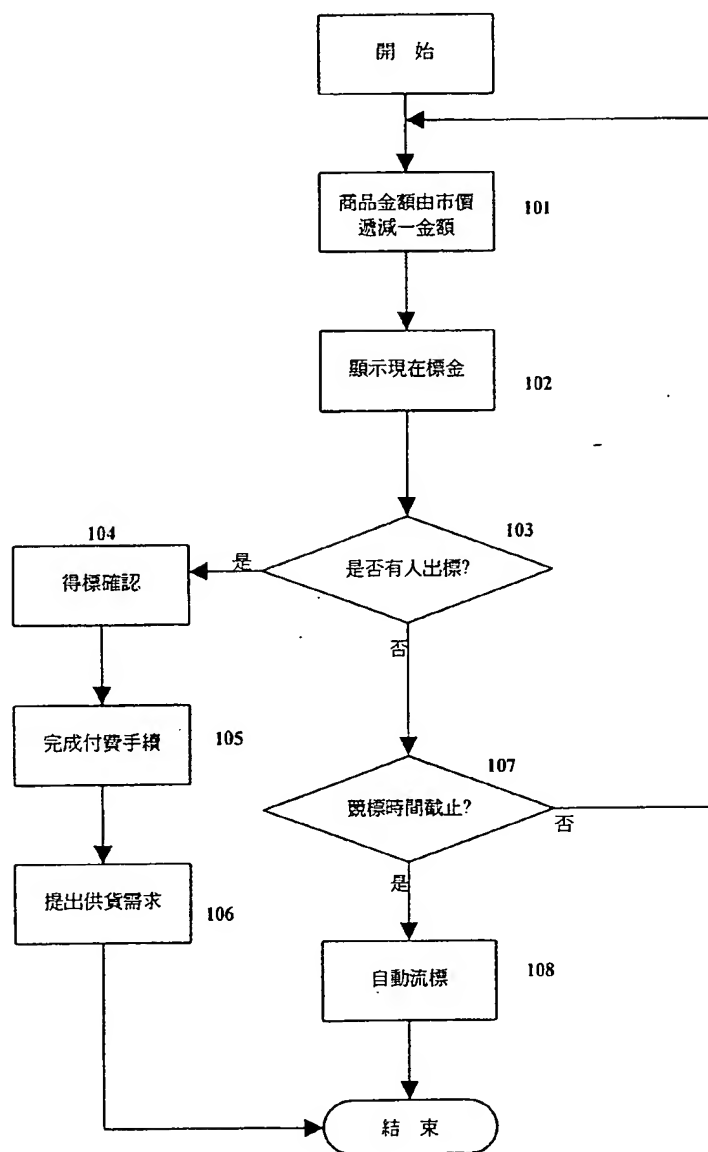 開 始
商品金額由市價
遞減一金額
101
顯示現在標金
102
103
是否有人出標?
是
否
104
得標確認
完成付費手續
105
提出供貨需求
106
107
競標時間截止?
否
是
自動流標
108
結 束